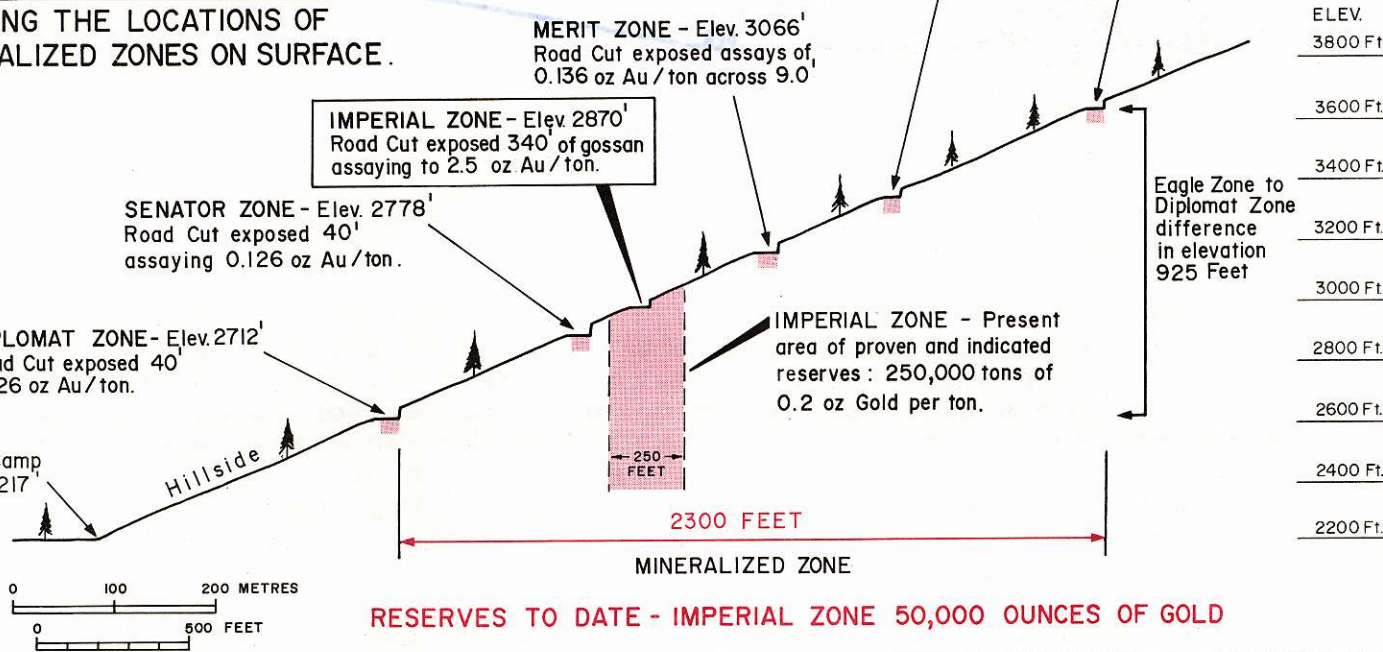 ING THE LOCATIONS OF
ALIZED ZONES ON SURFACE.
MERIT ZONE - Elev. 3066'
Road Cut exposed assays of
0.136 oz Au/ton across 9.0'
IMPERIAL ZONE - Elev. 2870'
Road Cut exposed 340' of gossan
assaying to 2.5 oz Au/ton.
SENATOR ZONE - Elev. 2778'
Road Cut exposed 40'
assaying 0.126 oz Au/ton.
PLOMAT ZONE - Elev. 2712'
ad Cut exposed 40'
26 oz Au/ton.
amp
217'
Hillside
ELEV.
3800 Ft.
3600 Ft.
3400 Ft.
3200 Ft.
3000 Ft.
2800 Ft.
2600 Ft.
2400 Ft.
2200 Ft.
Eagle Zone to
Diplomat Zone
difference
in elevation
925 Feet
IMPERIAL ZONE - Present
area of proven and indicated
reserves : 250,000 tons of
0.2 oz Gold per ton.
250
FEET
2300 FEET
MINERALIZED ZONE
0 100 200 METRES
0 500 FEET
RESERVES TO DATE - IMPERIAL ZONE 50,000 OUNCES OF GOLD